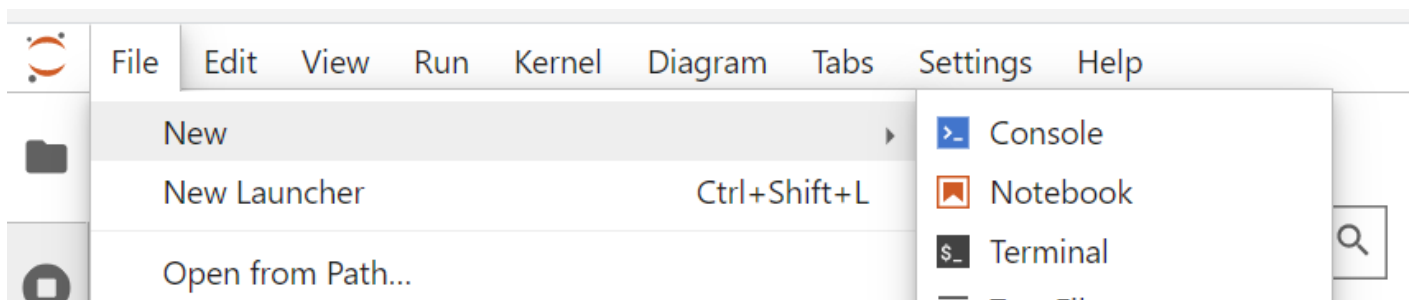 File Edit View Run Kernel Diagram Tabs Settings Help
New
Console
New Launcher Ctrl+Shift+L
Notebook
Terminal
Open from Path...